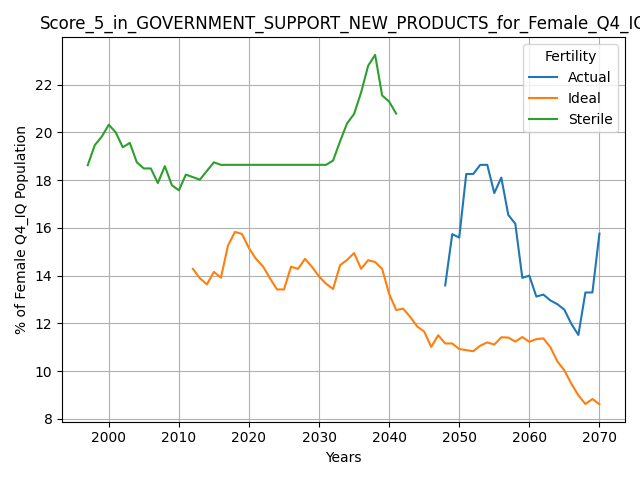 Score_5_in_GOVERNMENT_SUPPORT_NEW_PRODUCTS_for_Female_Q4_IQ
Fertility
Actual
Ideal
Sterile
% of Female Q4_IQ Population
22
20
18
16
14
12
10
8
2000 2010 2020 2030 2040 2050 2060 2070
Years